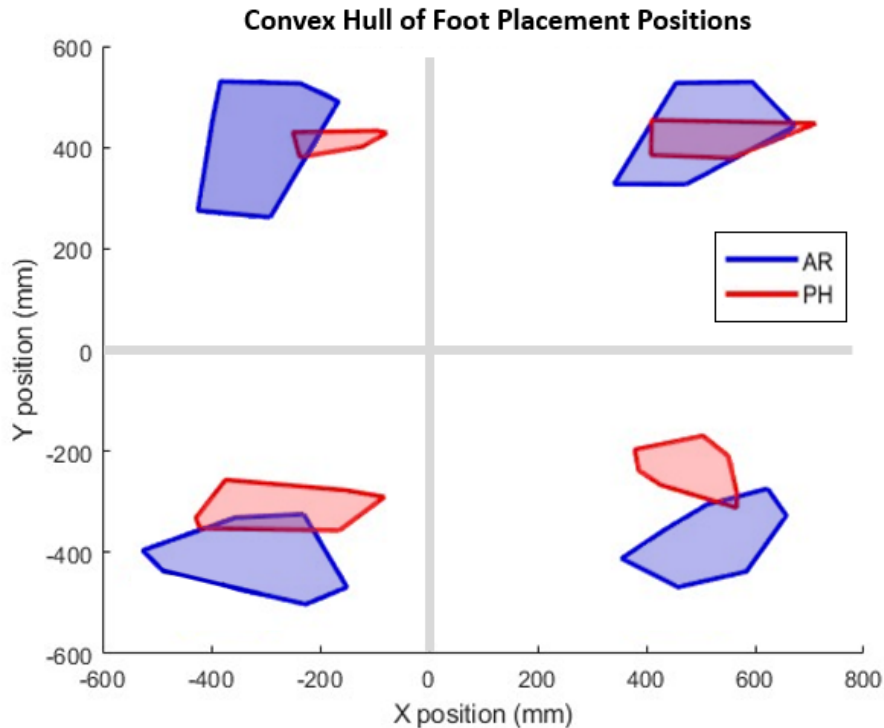 Convex Hull of Foot Placement Positions
600
400
200
0
-200
-400
-600
Y position (mm)
AR
PH
-600 -400 -200 0 200 400 600 800
X position (mm)